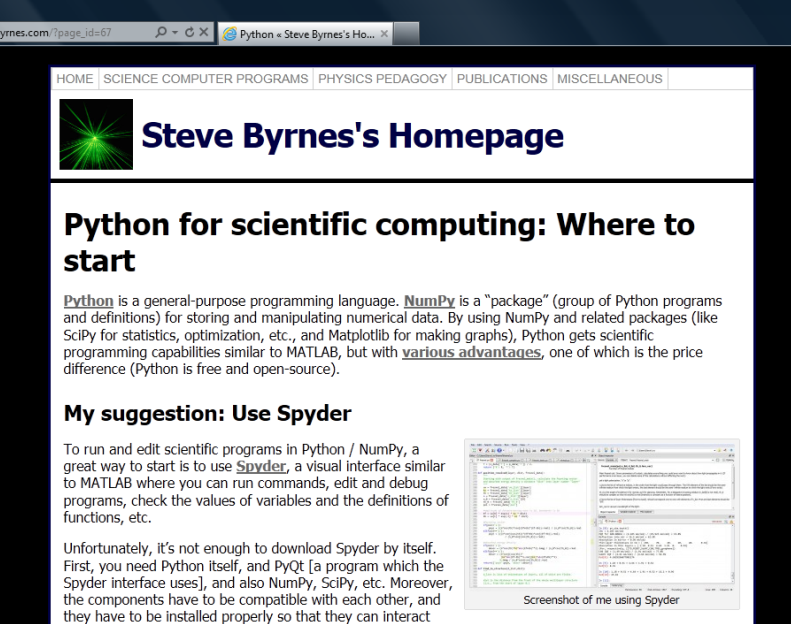 yrnes.com/?page_id=67
Python « Steve Byrnes's Ho...
HOME SCIENCE COMPUTER PROGRAMS PHYSICS PEDAGOGY PUBLICATIONS MISCELLANEOUS
Steve Byrnes's Homepage
Python for scientific computing: Where to
start
Python is a general-purpose programming language. NumPy is a “package” (group of Python programs
and definitions) for storing and manipulating numerical data. By using NumPy and related packages (like
SciPy for statistics, optimization, etc., and Matplotlib for making graphs), Python gets scientific
programming capabilities similar to MATLAB, but with various advantages, one of which is the price
difference (Python is free and open-source).
My suggestion: Use Spyder
To run and edit scientific programs in Python / NumPy, a
great way to start is to use Spyder, a visual interface similar
to MATLAB where you can run commands, edit and debug
programs, check the values of variables and the definitions of
functions, etc.
Unfortunately, it’s not enough to download Spyder by itself.
First, you need Python itself, and PyQt [a program which the
Spyder interface uses], and also NumPy, SciPy, etc. Moreover,
the components have to be compatible with each other, and
they have to be installed properly so that they can interact
Screenshot of me using Spyder